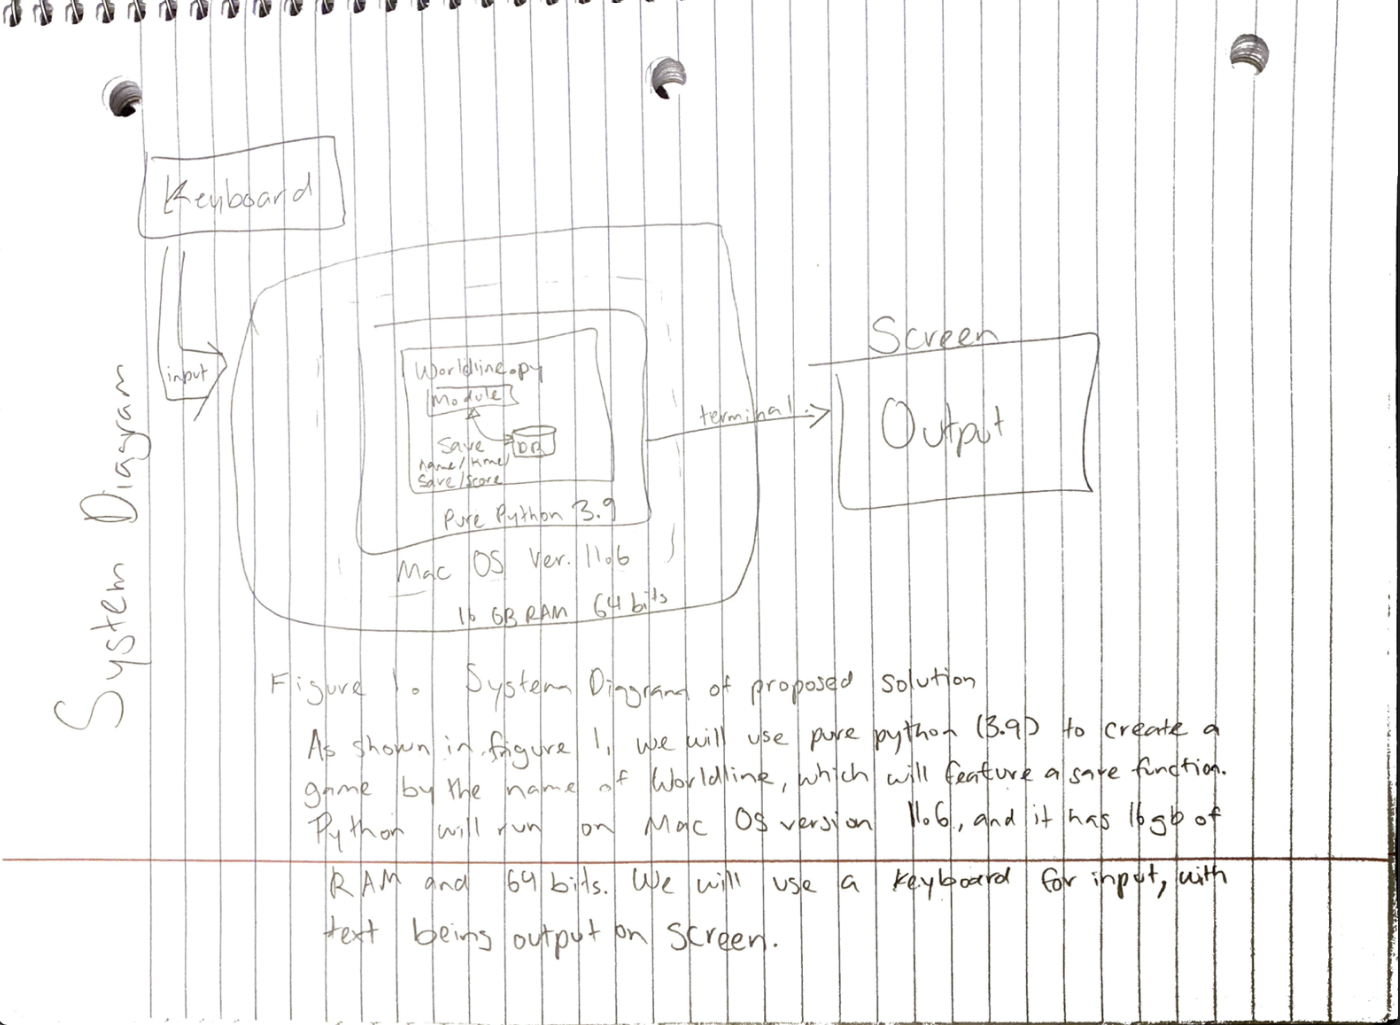 System Diagram
Keyboard
input
Worldline.py
Module
Save
DB
name/time/
Save/score
Pure Python 3.9
Mac OS Ver. 11.6
16 GB RAM 64 bits
terminal
Screen
Output
Figure 1. System Diagram of proposed solution
As shown in figure 1, we will use pure python (3.9) to create a
game by the name of Worldline, which will feature a save function.
Python will run on Mac OS version 11.6, and it has 16gb of
RAM and 64 bits. We will use a keyboard for input, with
text being output on screen.